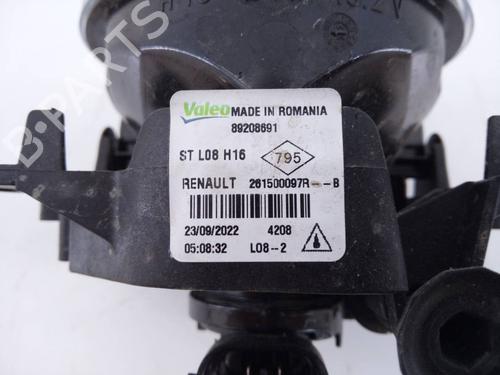 Valeo MADE IN ROMANIA
89208691
ST L08 H16 795
RENAULT 261500097R--B
23/09/2022 4208
05:08:32 L08--2